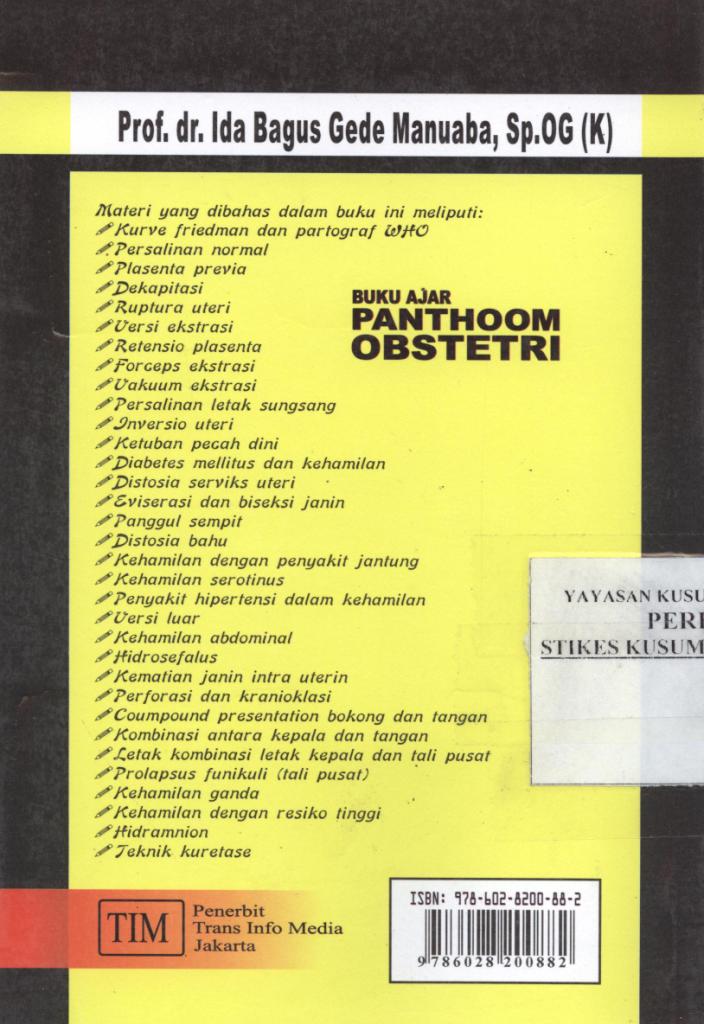 Prof. dr. Ida Bagus Gede Manuaba, Sp.OG (K)
Materi yang dibahas dalam buku ini meliputi:
Kurve friedman dan partograf WHO
Persalinan normal
Plasenta previa
Dekapitasi
Ruptura uteri
Versi ekstrasi
Retensio plasenta
Forceps ekstrasi
Vakuum ekstrasi
Persalinan letak sungsang
Inversio uteri
Ketuban pecah dini
Diabetes mellitus dan kehamilan
Distosia serviks uteri
Eviserasi dan biseksi janin
Panggul sempit
Distosia bahu
Kehamilan dengan penyakit jantung
Kehamilan serotinus
Penyakit hipertensi dalam kehamilan
Versi luar
Kehamilan abdominal
Hidrosefalus
Kematian janin intra uterin
Perforasi dan kranioklasi
Coumpound presentation bokong dan tangan
Kombinasi antara kepala dan tangan
Letak kombinasi letak kepala dan tali pusat
Prolapsus funikuli (tali pusat)
Kehamilan ganda
Kehamilan dengan resiko tinggi
Hidramnion
Teknik kuretase
BUKU AJAR
PANTHOOM
OBSTETRI
YAYASAN KUSU
PER
STIKES KUSUM
TIM
Penerbit
Trans Info Media
Jakarta
ISBN: 978-602-8200-88-2
9 786028 200882